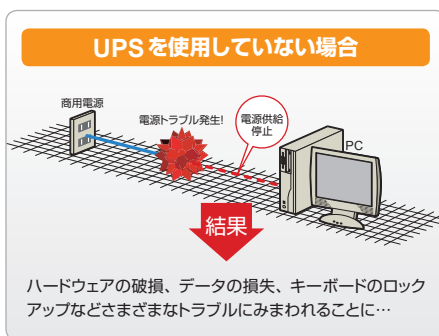 UPSを使用していない場合
商用電源
電源トラブル発生!
電源供給
停止
PC
結果
ハードウェアの破損、データの損失、キーボードのロック
アップなどさまざまなトラブルにみまわれることに…